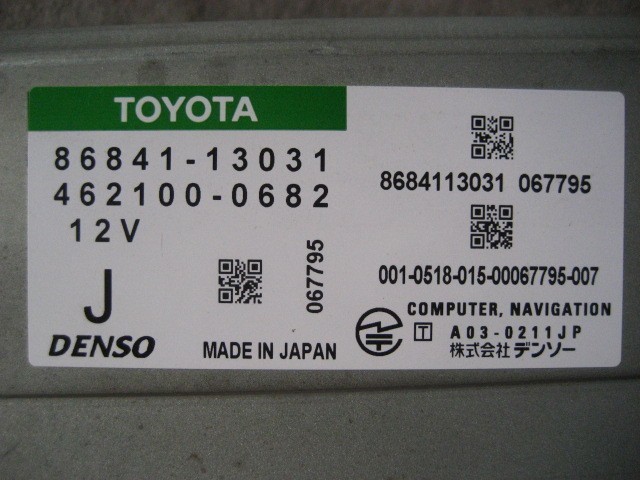 TOYOTA
86841-13031
462100-0682
12V
J
067795
DENSO
MADE IN JAPAN
8684113031 067795
001-0518-015-00067795-007
COMPUTER, NAVIGATION
T A03-0211JP
株式会社 デンソー